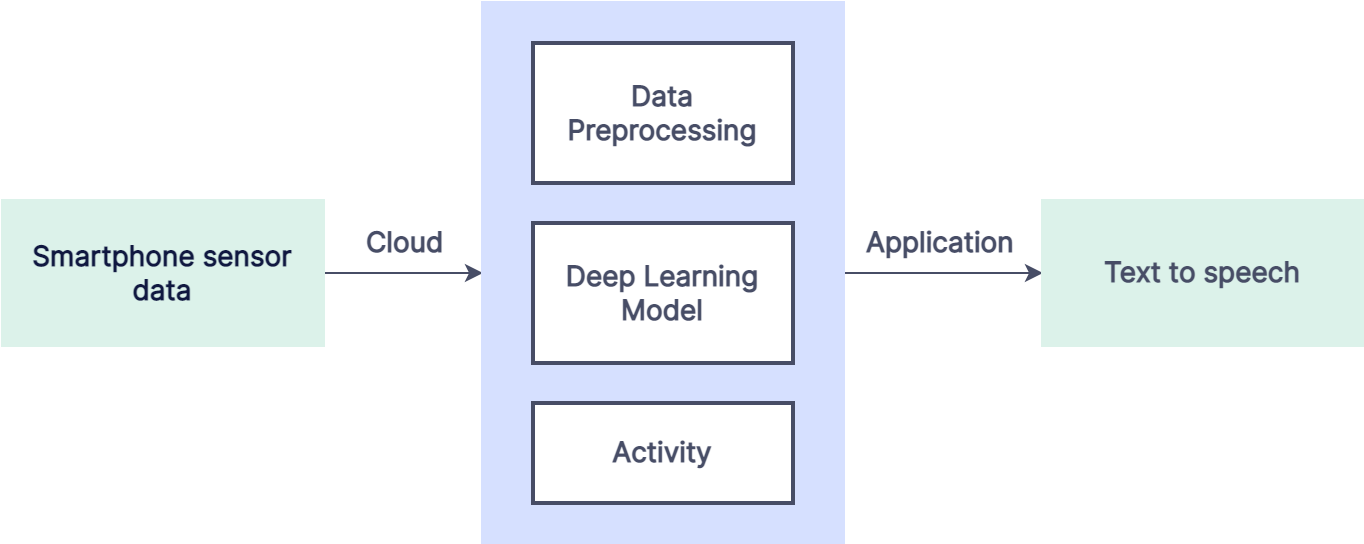 Smartphone sensor
data
Cloud
Data
Preprocessing
Deep Learning
Model
Activity
Application
Text to speech